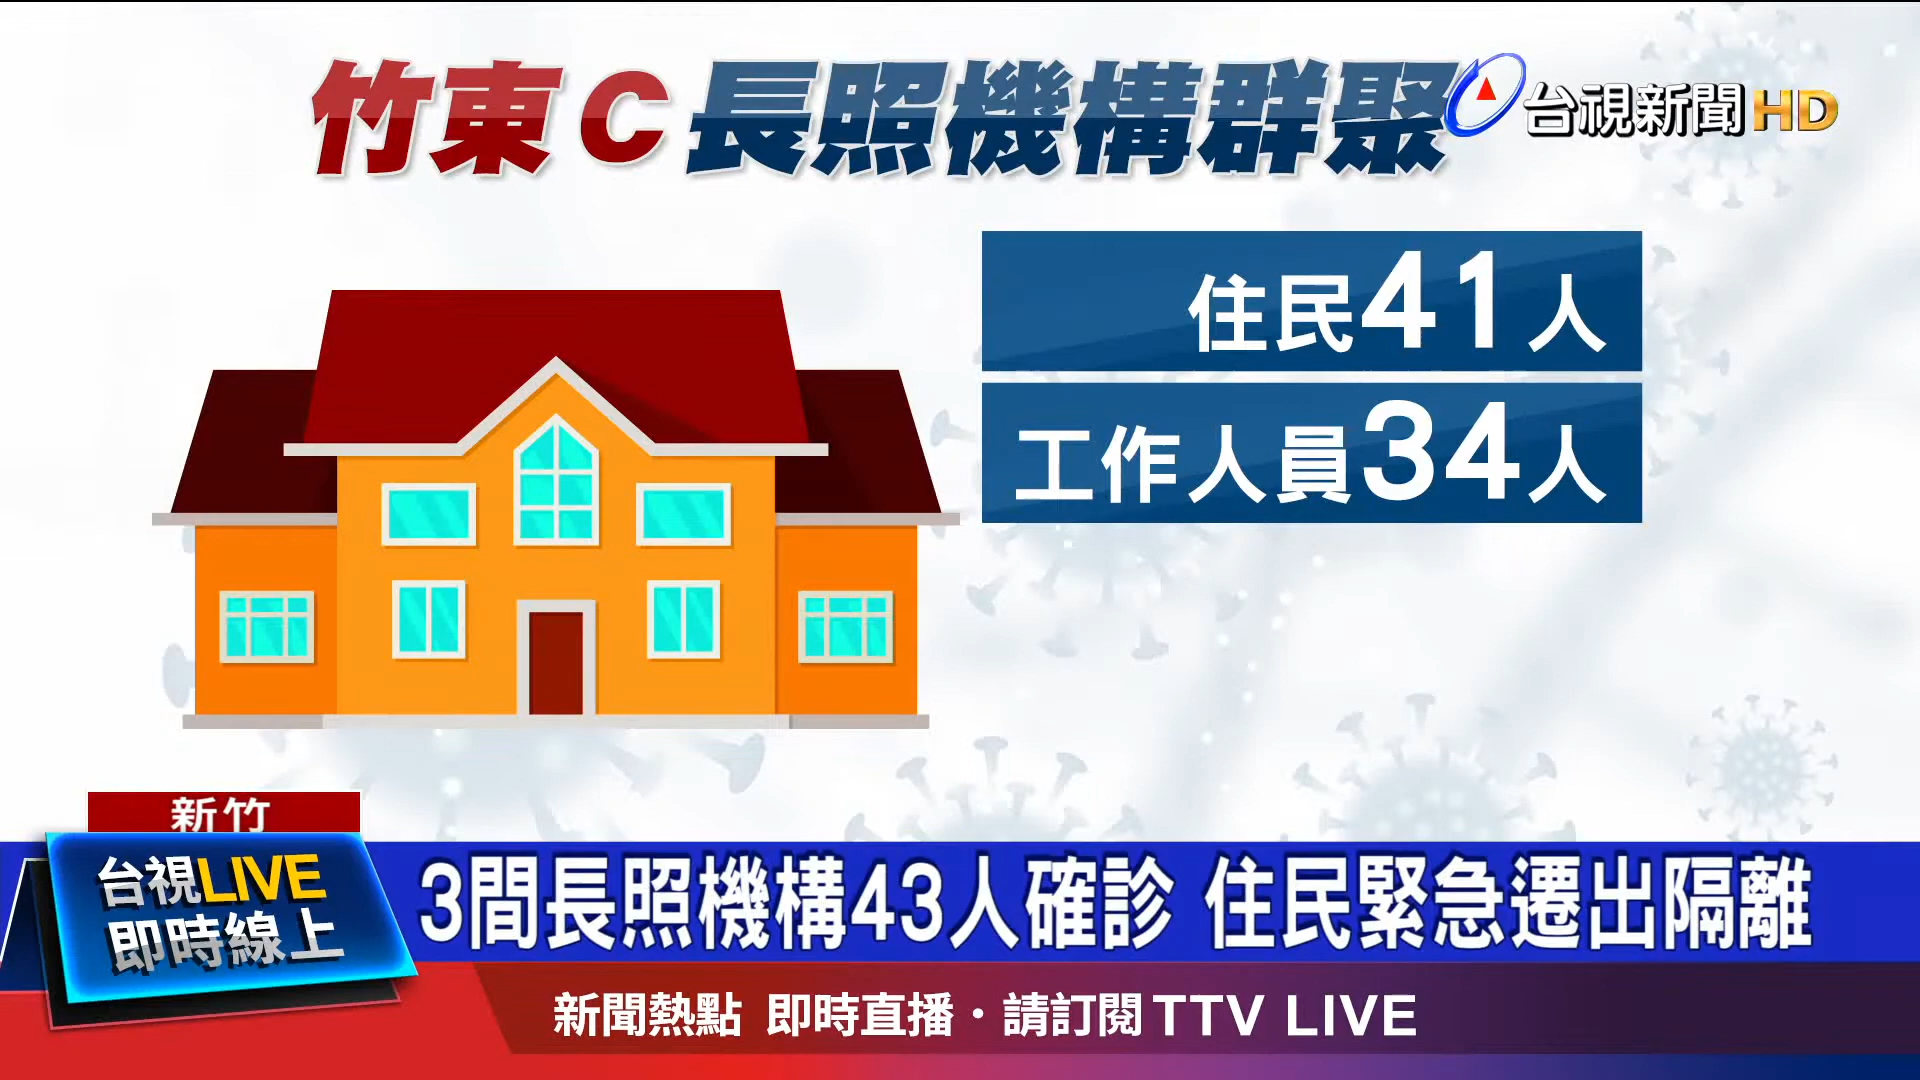 竹東C長照機構群聚
台視新聞HD
住民41人
工作人員34人
新竹
台視LIVE
即時線上
3間長照機構43人確診 住民緊急遷出隔離
新聞熱點 即時直播·請訂閱TTV LIVE